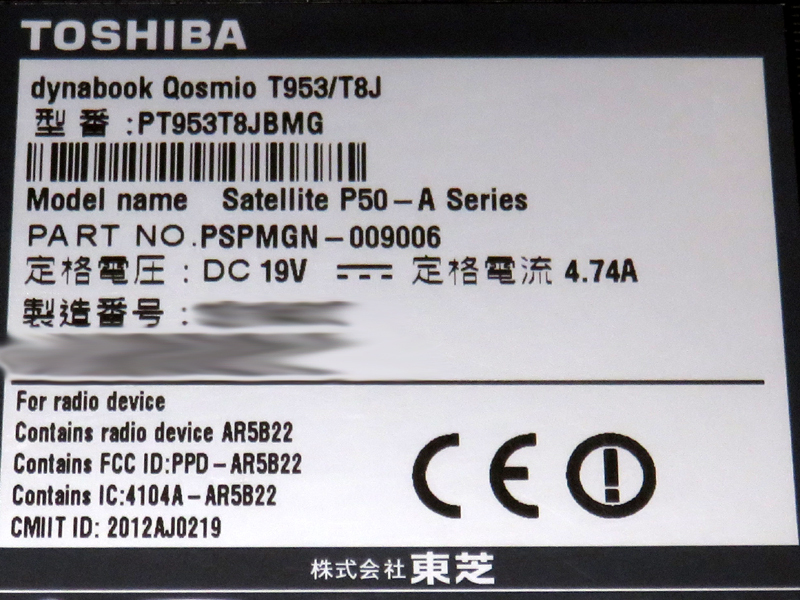 TOSHIBA
dynabook Qosmio T953/T8J
型番:PT953T8JBMG
Model name Satellite P50-A Series
PART NO.PSPMGN-009006
定格電圧:DC 19V 定格電流 4.74A
製造番号:
For radio device
Contains radio device AR5B22
Contains FCC ID:PPD-AR5B22
Contains IC:4104A-AR5B22
CMIIT ID: 2012AJ0219
CE
株式会社 東芝